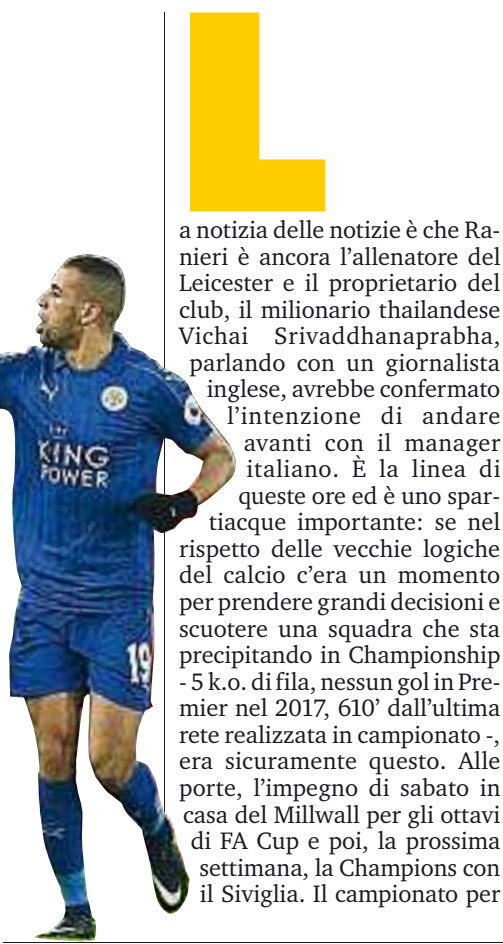 L
a notizia delle notizie è che Ra-
nieri è ancora l’allenatore del
Leicester e il proprietario del
club, il milionario thailandese
Vichai Srivaddhanaprabha,
parlando con un giornalista
inglese, avrebbe confermato
l’intenzione di andare
avanti con il manager
italiano. È la linea di
queste ore ed è uno spar-
tiacque importante: se nel
rispetto delle vecchie logiche
del calcio c’era un momento
per prendere grandi decisioni e
scuotere una squadra che sta
precipitando in Championship
- 5 k.o. di fila, nessun gol in Pre-
mier nel 2017, 610’ dall’ultima
rete realizzata in campionato -,
era sicuramente questo. Alle
porte, l’impegno di sabato in
casa del Millwall per gli ottavi
di FA Cup e poi, la prossima
settimana, la Champions con
il Siviglia. Il campionato per
KING
POWER
19